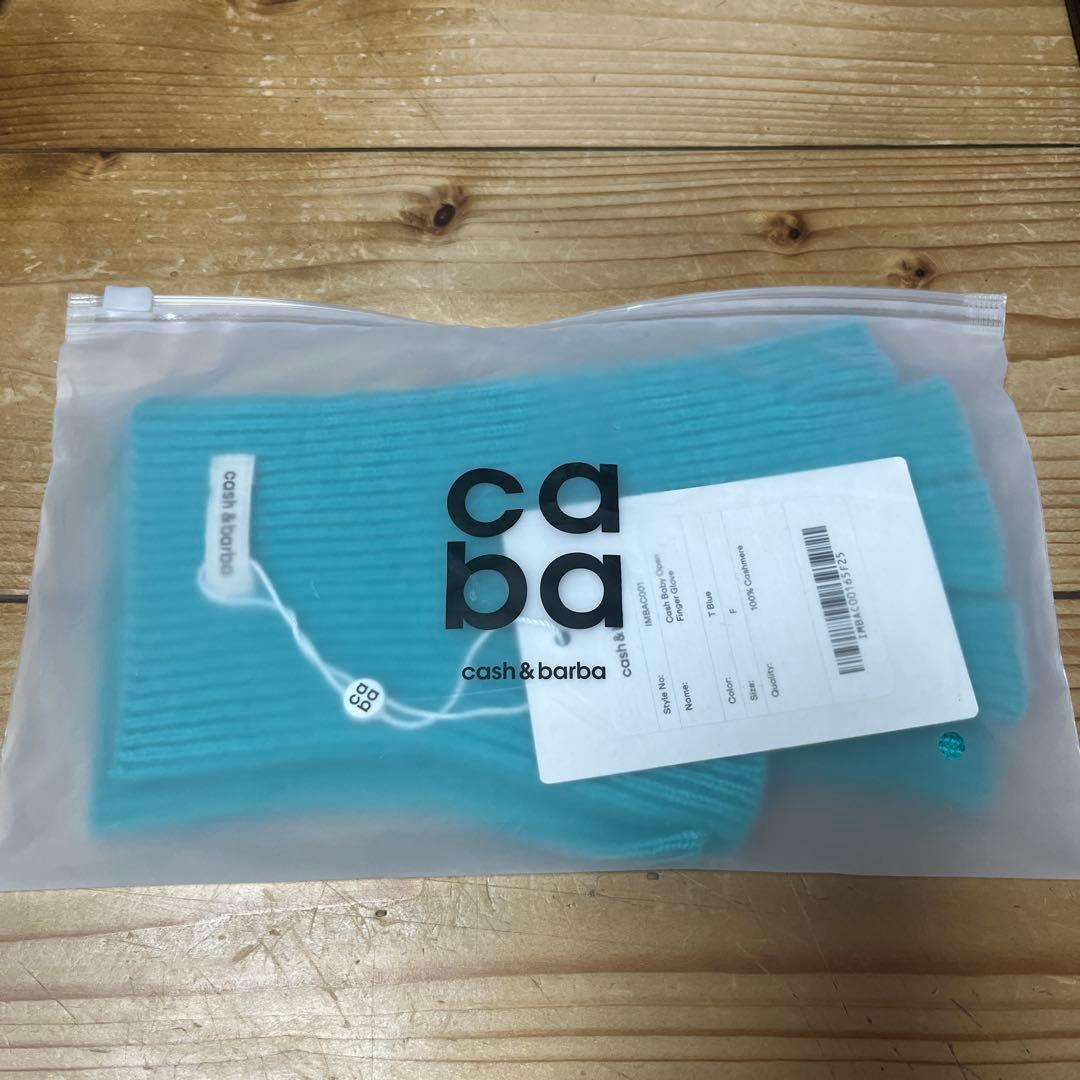 ca
ba
cash & barba
cash & barba
ca
ba
cash &
Style No: IMBAC001
Name: Cash Baby Open
Finger Glove
Color: T Blue
Size: F
Quality: 100% Cashmere
IMBAC00165F25